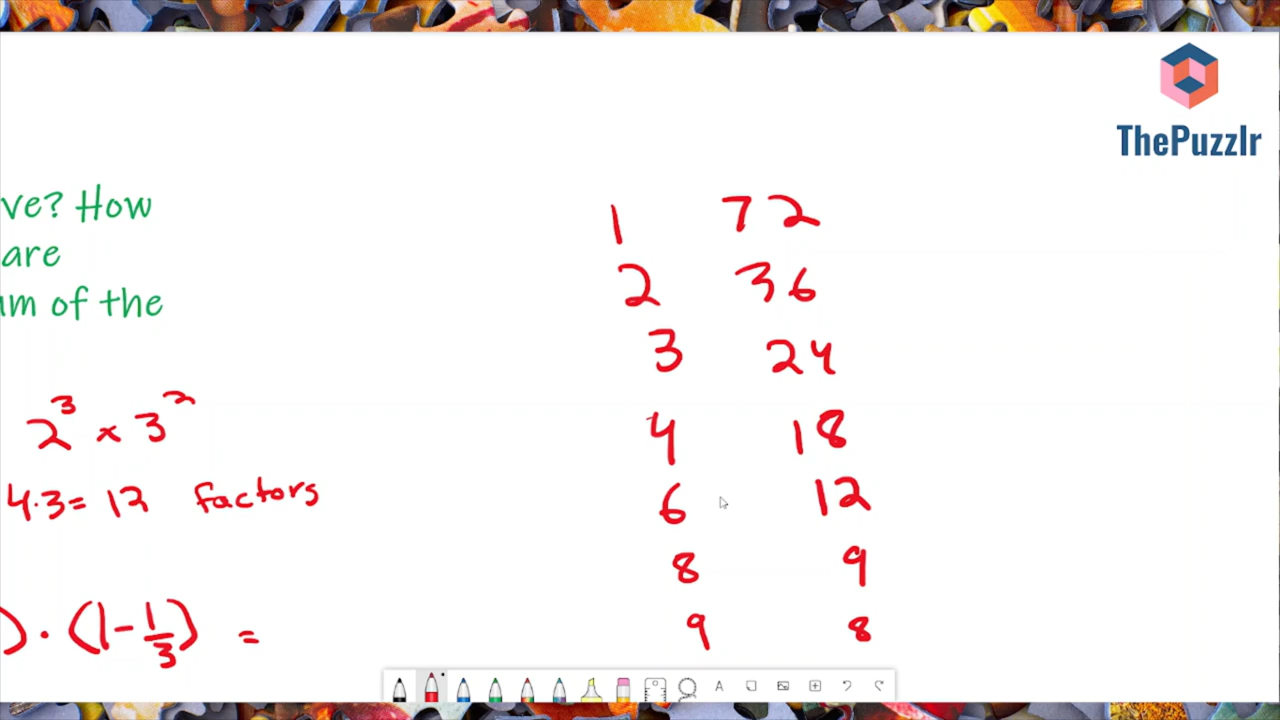 ThePuzzlr
ve? How
are
um of the
2³ × 3²
4·3 = 12 factors
) · (1 - 1/3) =
1 72
2 36
3 24
4 18
6 12
8 9
9 8
A